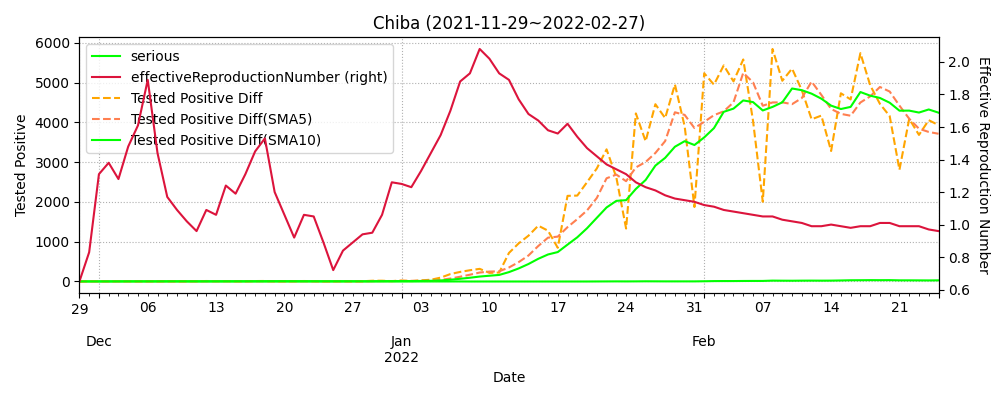 Chiba (2021-11-29~2022-02-27)
serious
effectiveReproductionNumber (right)
Tested Positive Diff
Tested Positive Diff(SMA5)
Tested Positive Diff(SMA10)
Tested Positive
6000
5000
4000
3000
2000
1000
0
Effective Reproduction Number
2.0
1.8
1.6
1.4
1.2
1.0
0.8
0.6
29 06 13 20 27 03 10 17 24 31 07 14 21
Dec Jan Feb
2022
Date